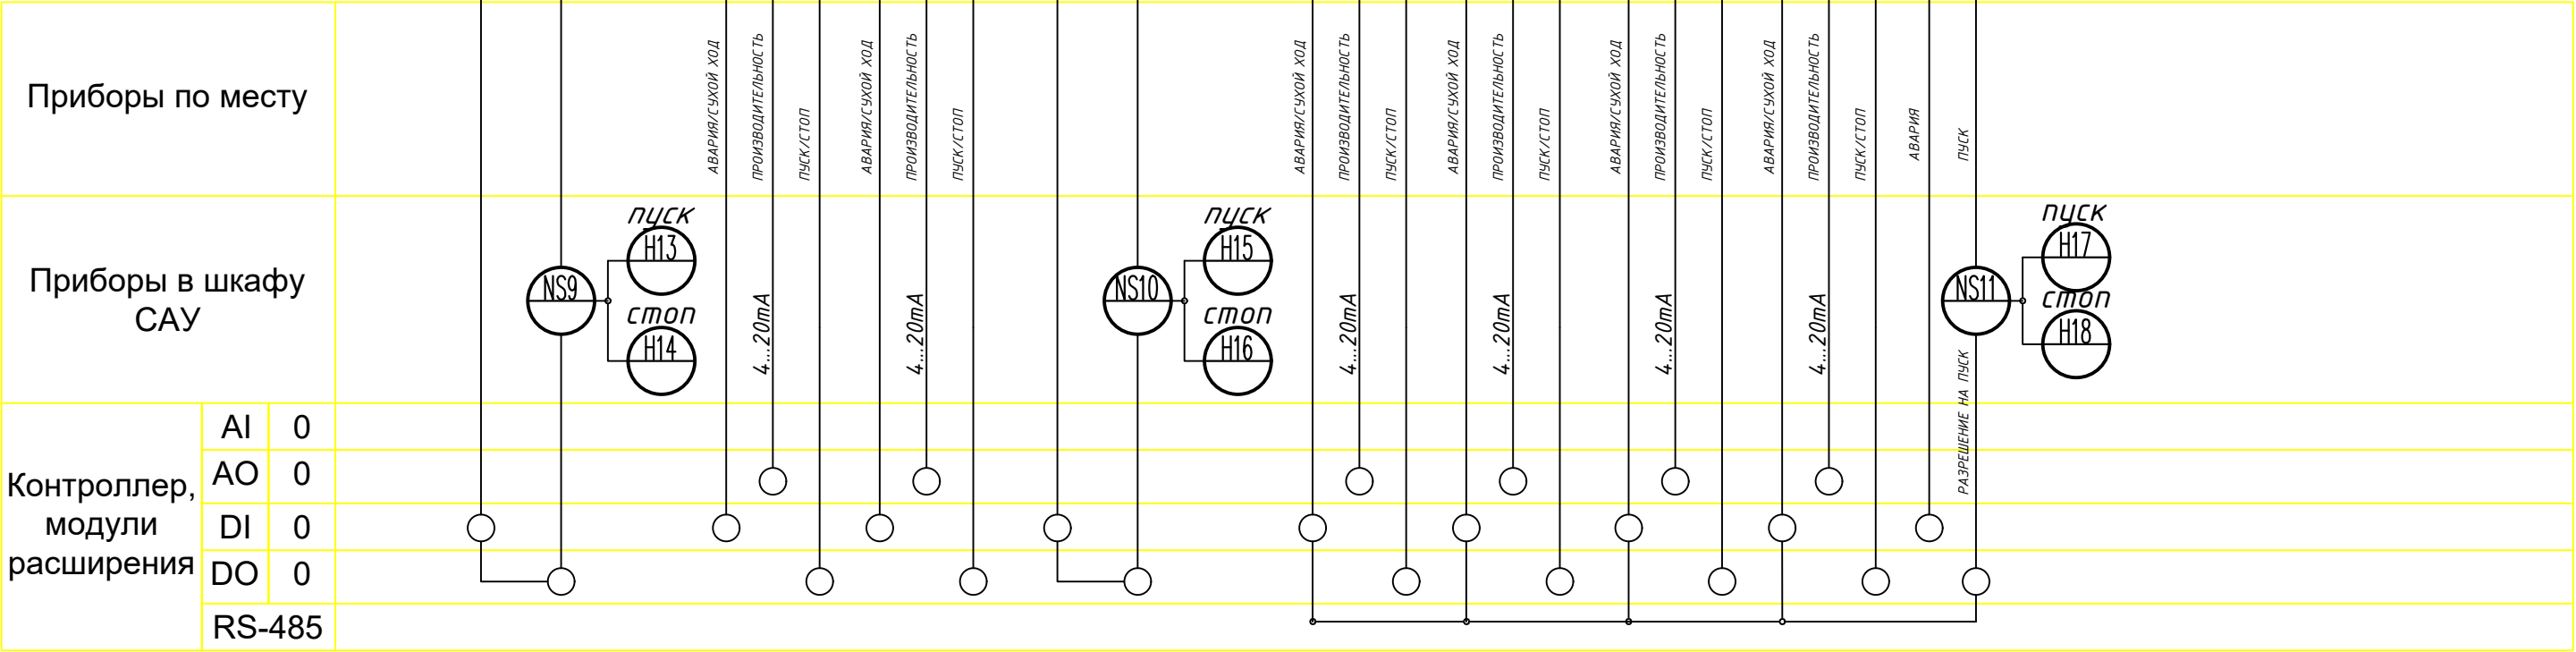 Приборы по месту
АВАРИЯ/СУХОЙ ХОД
ПРОИЗВОДИТЕЛЬНОСТЬ
ПУСК/СТОП
АВАРИЯ/СУХОЙ ХОД
ПРОИЗВОДИТЕЛЬНОСТЬ
ПУСК/СТОП
АВАРИЯ/СУХОЙ ХОД
ПРОИЗВОДИТЕЛЬНОСТЬ
ПУСК/СТОП
АВАРИЯ/СУХОЙ ХОД
ПРОИЗВОДИТЕЛЬНОСТЬ
ПУСК/СТОП
АВАРИЯ/СУХОЙ ХОД
ПРОИЗВОДИТЕЛЬНОСТЬ
ПУСК/СТОП
АВАРИЯ/СУХОЙ ХОД
ПРОИЗВОДИТЕЛЬНОСТЬ
ПУСК/СТОП
АВАРИЯ
ПУСК
Приборы в шкафу
САУ
NS9
пуск
H13
стоп
H14
4...20mA
4...20mA
NS10
пуск
H15
стоп
H16
4...20mA
4...20mA
4...20mA
4...20mA
NS11
пуск
H17
стоп
H18
РАЗРЕШЕНИЕ НА ПУСК
Контроллер,
модули
расширения
AI 0
AO 0
DI 0
DO 0
RS-485